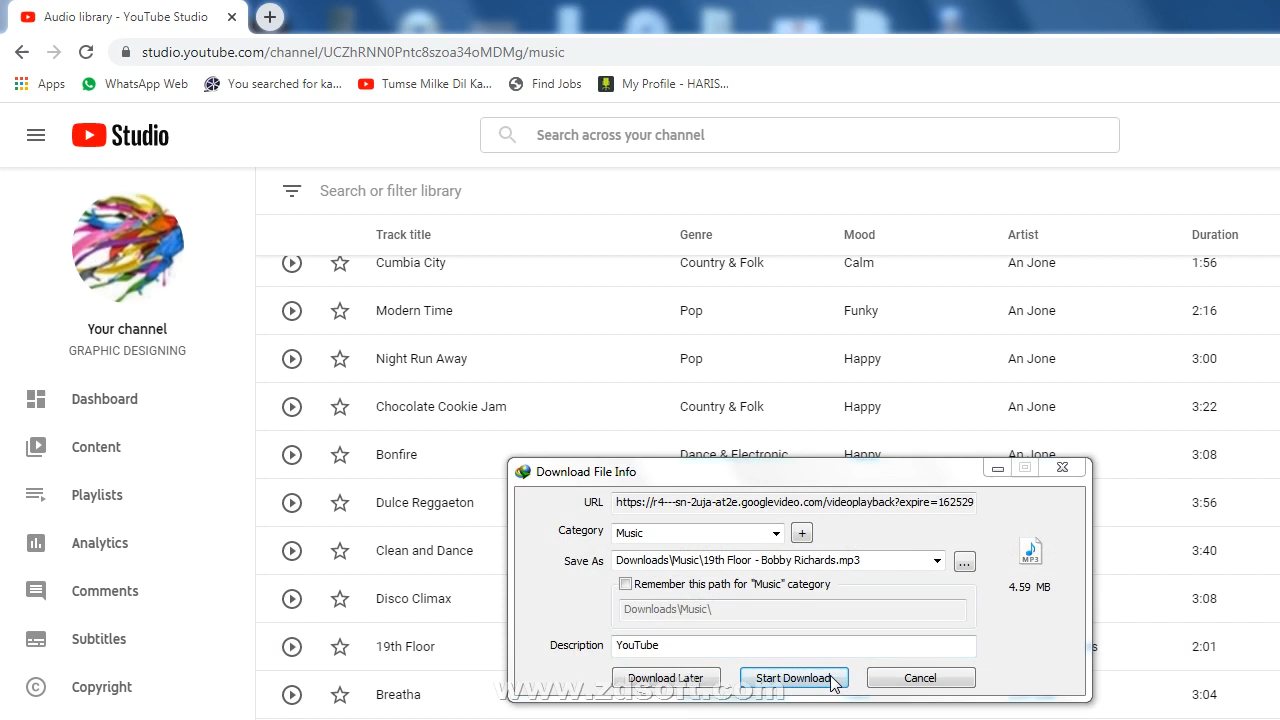 Audio library - YouTube Studio
studio.youtube.com/channel/UCZhRNN0Pntc8szoa34oMDMg/music
Apps WhatsApp Web You searched for ka... Tumse Milke Dil Ka... Find Jobs My Profile - HARIS...
Studio
Search across your channel
Search or filter library
Track title Genre Mood Artist Duration
Cumbia City Country & Folk Calm An Jone 1:56
Modern Time Pop Funky An Jone 2:16
Night Run Away Pop Happy An Jone 3:00
Chocolate Cookie Jam Country & Folk Happy An Jone 3:22
Bonfire Dance & Electronic Happy An Jone 3:08
Dulce Reggaeton 3:56
Clean and Dance 3:40
Disco Climax 3:08
19th Floor 2:01
Breatha 3:04
Your channel
GRAPHIC DESIGNING
Dashboard
Content
Playlists
Analytics
Comments
Subtitles
Copyright
Download File Info
URL https://r4---sn-2uja-at2e.googlevideo.com/videoplayback?expire=162529
Category Music +
Save As Downloads\Music\19th Floor - Bobby Richards.mp3 ...
MP3
4.59 MB
Remember this path for "Music" category
Downloads\Music\
Description YouTube
Download Later Start Download Cancel
www.zdsoft.com